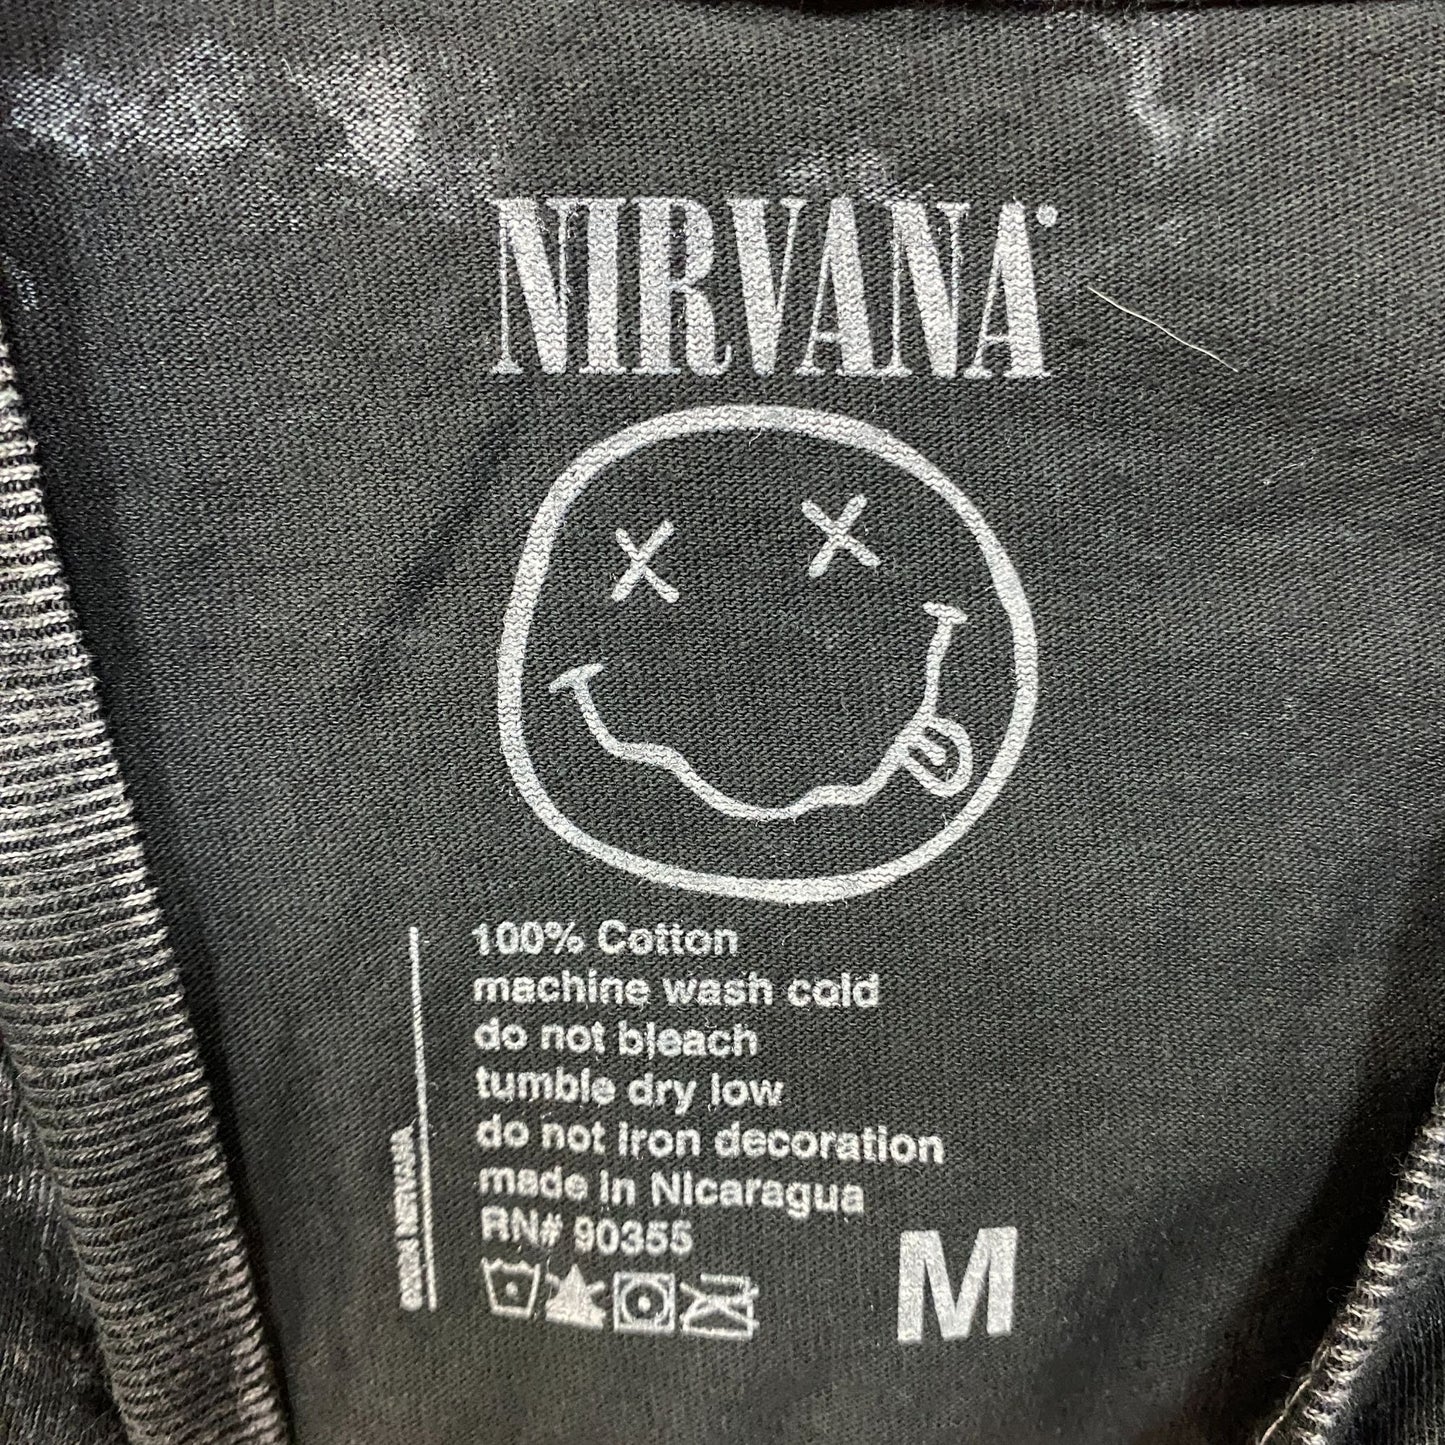 NIRVANA
100% Cotton
machine wash cold
do not bleach
tumble dry low
do not iron decoration
made in Nicaragua
RN# 90355
M